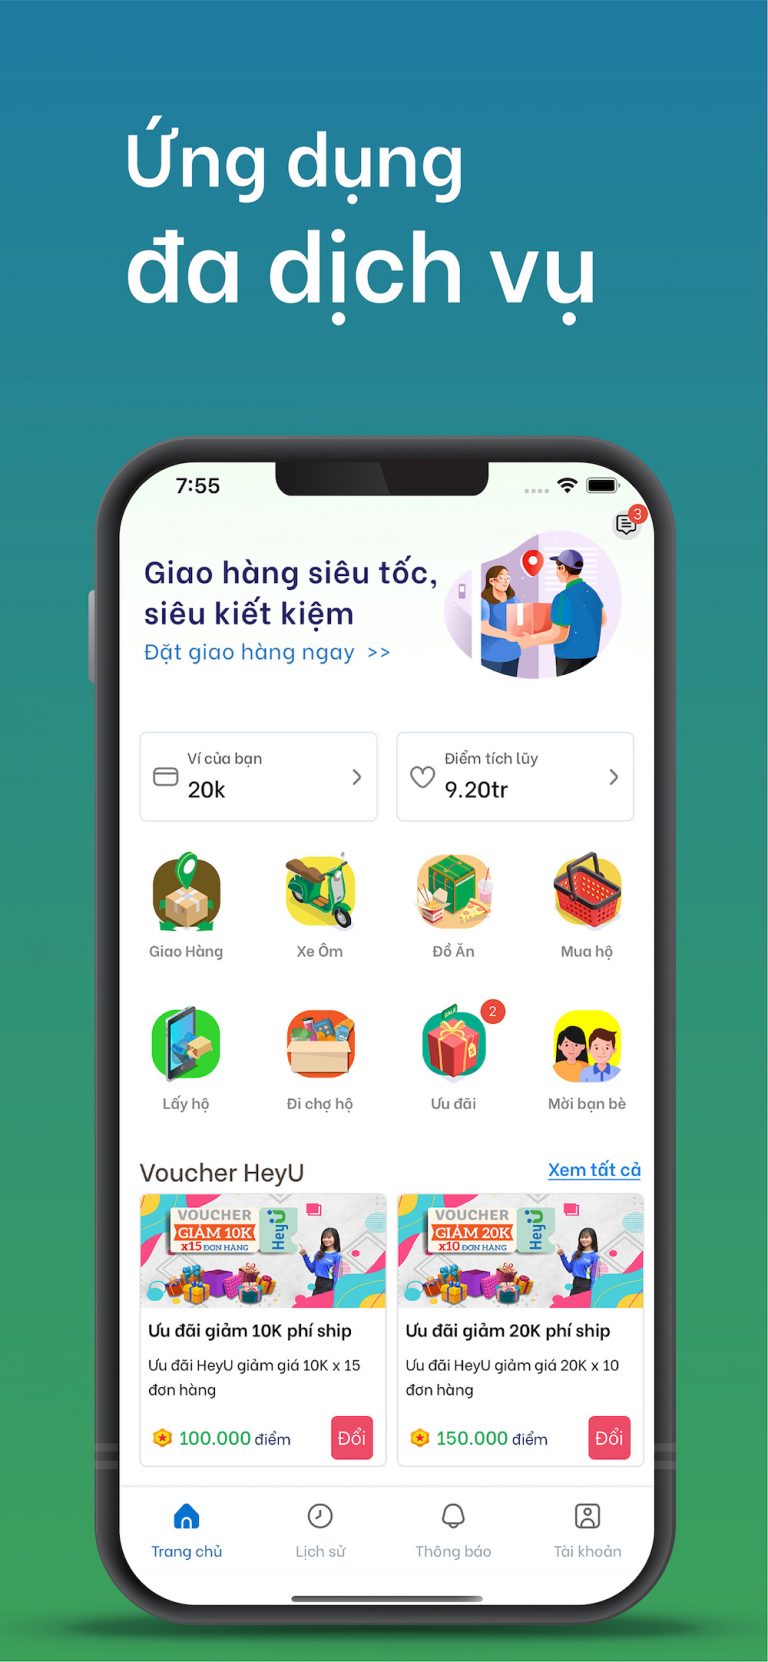 Ứng dụng
đa dịch vụ
7:55
3
Giao hàng siêu tốc,
siêu kiết kiệm
Đặt giao hàng ngay >>
Ví của bạn
20k
Điểm tích lũy
9.20tr
Giao Hàng
Xe Ôm
Đồ Ăn
Mua hộ
SALE
2
Lấy hộ
Đi chợ hộ
Ưu đãi
Mời bạn bè
Voucher HeyU
Xem tất cả
VOUCHER
GIẢM 10K
x15 ĐƠN HÀNG
HeyU
VOUCHER
GIẢM 20K
x10 ĐƠN HÀNG
HeyU
Ưu đãi giảm 10K phí ship
Ưu đãi HeyU giảm giá 10K x 15
đơn hàng
100.000 điểm
Đổi
Ưu đãi giảm 20K phí ship
Ưu đãi HeyU giảm giá 20K x 10
đơn hàng
150.000 điểm
Đổi
Trang chủ
Lịch sử
Thông báo
Tài khoản